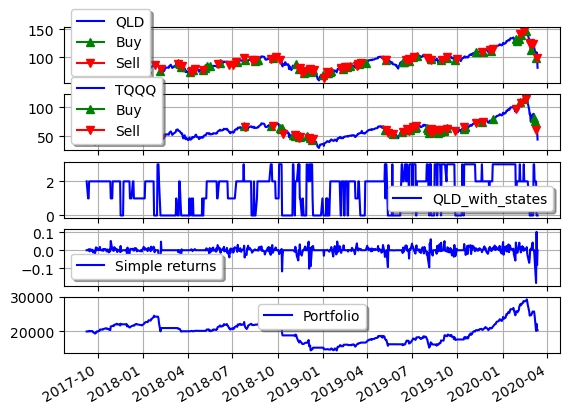 QLD
Buy
Sell
150
100
TQQQ
Buy
Sell
100
50
QLD_with_states
2
0
Simple returns
0.1
0.0
−0.1
Portfolio
30000
20000
2017-10 2018-01 2018-04 2018-07 2018-10 2019-01 2019-04 2019-07 2019-10 2020-01 2020-04